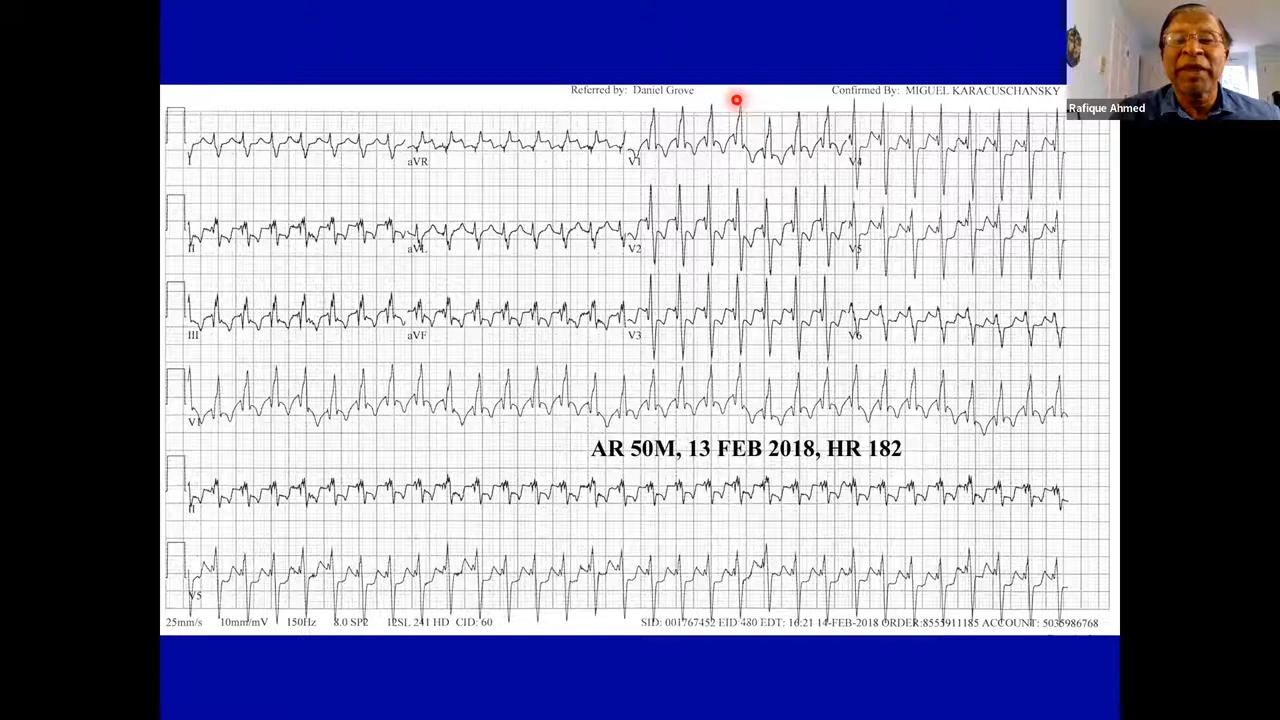 Referred by: Daniel Grove
Confirmed By: MIGUEL KARACUSCHANSKY
Rafique Ahmed
I
aVR
V1
V4
II
aVL
V2
V5
III
aVF
V3
V6
V1
AR 50M, 13 FEB 2018, HR 182
II
V5
25mm/s 10mm/mV 150Hz 8.0 SP2 12SL 241 HD CID: 60
SID: 001767452 EID 480 EDT: 16:21 14-FEB-2018 ORDER:8555911185 ACCOUNT: 5035986768